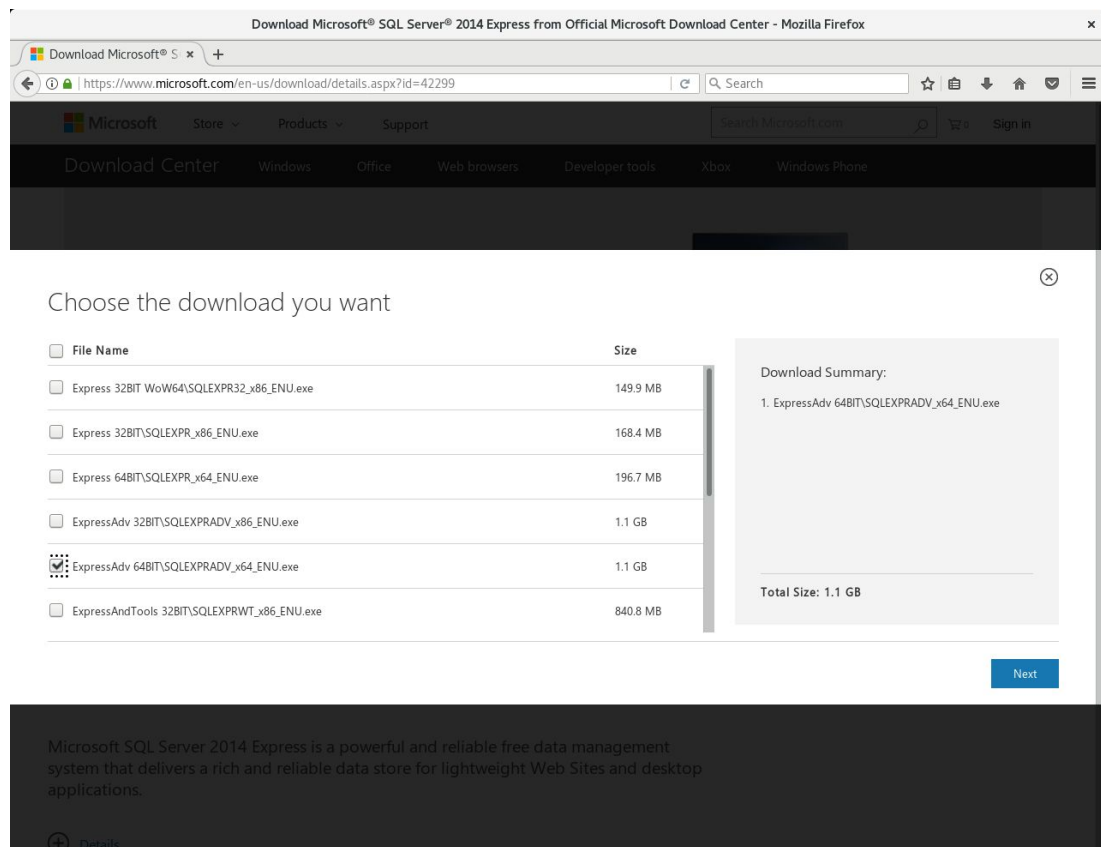 Download Microsoft® SQL Server® 2014 Express from Official Microsoft Download Center - Mozilla Firefox
Download Microsoft® S
https://www.microsoft.com/en-us/download/details.aspx?id=42299
Search
Microsoft
Store
Products
Support
Search Microsoft.com
0
Sign in
Download Center
Windows
Office
Web browsers
Developer tools
Xbox
Windows Phone
Choose the download you want
File Name Size
Express 32BIT WoW64\SQLEXPR32_x86_ENU.exe 149.9 MB
Express 32BIT\SQLEXPR_x86_ENU.exe 168.4 MB
Express 64BIT\SQLEXPR_x64_ENU.exe 196.7 MB
ExpressAdv 32BIT\SQLEXPRADV_x86_ENU.exe 1.1 GB
ExpressAdv 64BIT\SQLEXPRADV_x64_ENU.exe 1.1 GB
ExpressAndTools 32BIT\SQLEXPRWT_x86_ENU.exe 840.8 MB
Download Summary:
1. ExpressAdv 64BIT\SQLEXPRADV_x64_ENU.exe
Total Size: 1.1 GB
Next
Microsoft SQL Server 2014 Express is a powerful and reliable free data management
system that delivers a rich and reliable data store for lightweight Web Sites and desktop
applications.
Details